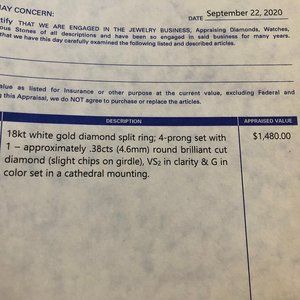 AY CONCERN:
DATE September 22, 2020
tify THAT WE ARE ENGAGED IN THE JEWELRY BUSINESS, Appraising Diamonds, Watches,
ous Stones of all descriptions and have been so engaged in said business for many years.
that we have this day carefully examined the following listed and described articles.
alue as listed for Insurance or other purpose at the current value, excluding Federal and
this Appraisal, we do NOT agree to purchase or replace the articles.
DESCRIPTION APPRAISED VALUE
18kt white gold diamond split ring; 4-prong set with $1,480.00
1 – approximately .38cts (4.6mm) round brilliant cut
diamond (slight chips on girdle), VS2 in clarity & G in
color set in a cathedral mounting.